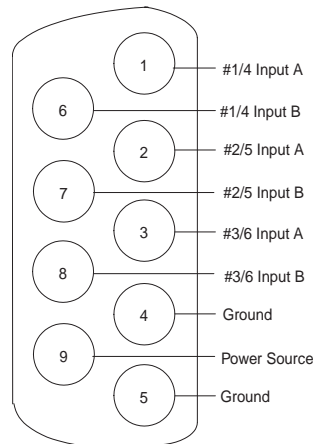 1 #1/4 Input A
6 #1/4 Input B
2 #2/5 Input A
7 #2/5 Input B
3 #3/6 Input A
8 #3/6 Input B
4 Ground
9 Power Source
5 Ground